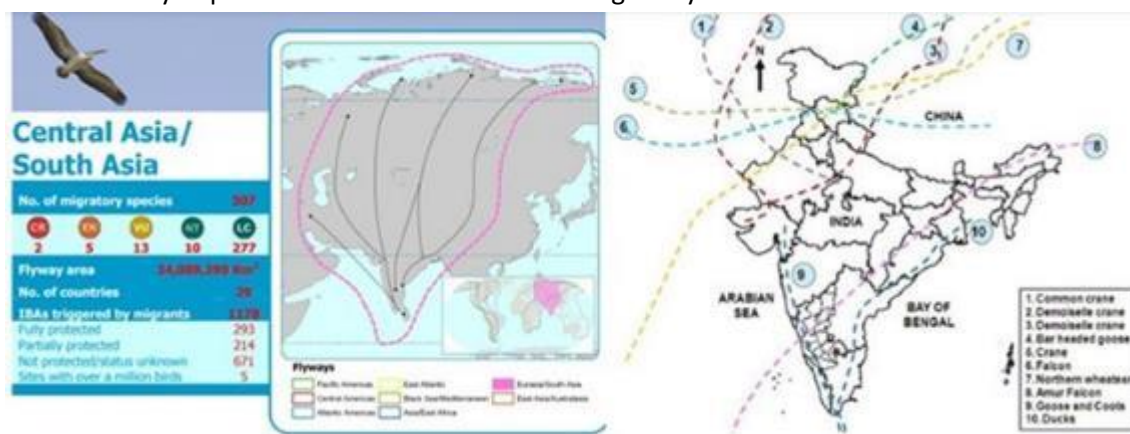 Central Asia/
South Asia
No. of migratory species 307
CR EN VU NT LC
2 5 13 10 277
Flyway area
No. of countries 29
IBAs triggered by migrants
Fully protected 293
Partially protected 214
Not protected/status unknown 671
Sites with over a million birds 5
Flyways
Pacific Americas
Central Americas
Atlantic Americas
East Atlantic
Black Sea/Mediterranean
Asia/East Africa
Central Asia/South Asia
East Asia/Australasia
1
2
4
3
7
N
5
6
CHINA
8
INDIA
10
9
ARABIAN
SEA
BAY OF
BENGAL
1. Common crane
2. Demoiselle crane
3. Demoiselle crane
4. Bar headed goose
5. Crane
6. Falcon
7. Northern wheatear
8. Amur Falcon
9. Goose and Coots
10. Ducks